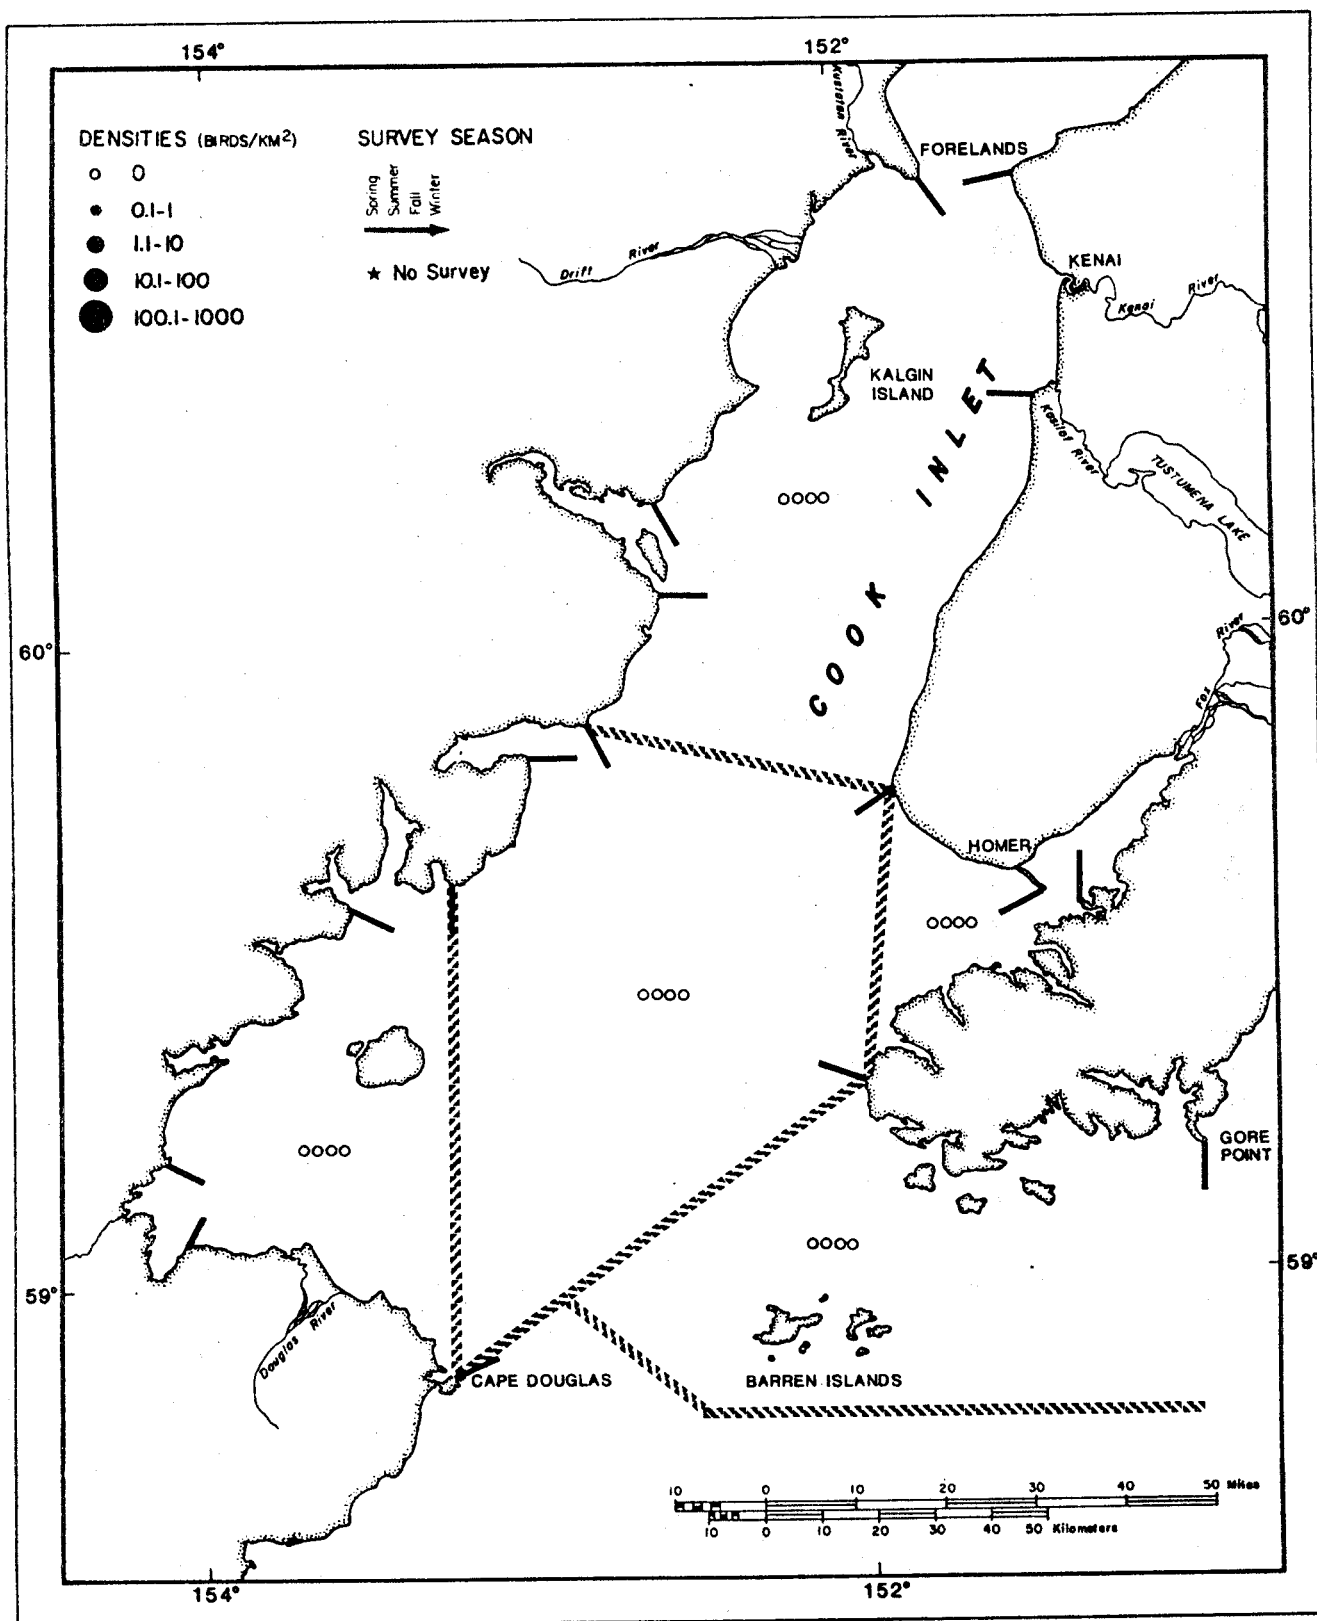 154°
152°
DENSITIES (BIRDS/KM²)
0
0.1-1
1.1-10
10.1-100
100.1-1000
SURVEY SEASON
Spring
Summer
Fall
Winter
★ No Survey
River
FORELANDS
Drift River
KENAI
Kenai River
KALGIN
ISLAND
Kasilof River
TUSTUMENA LAKE
COOK INLET
60°
60°
Fox River
HOMER
GORE
POINT
59°
59°
Douglas River
CAPE DOUGLAS
BARREN ISLANDS
10 0 10 20 30 40 50 Miles
10 0 10 20 30 40 50 Kilometers
154°
152°